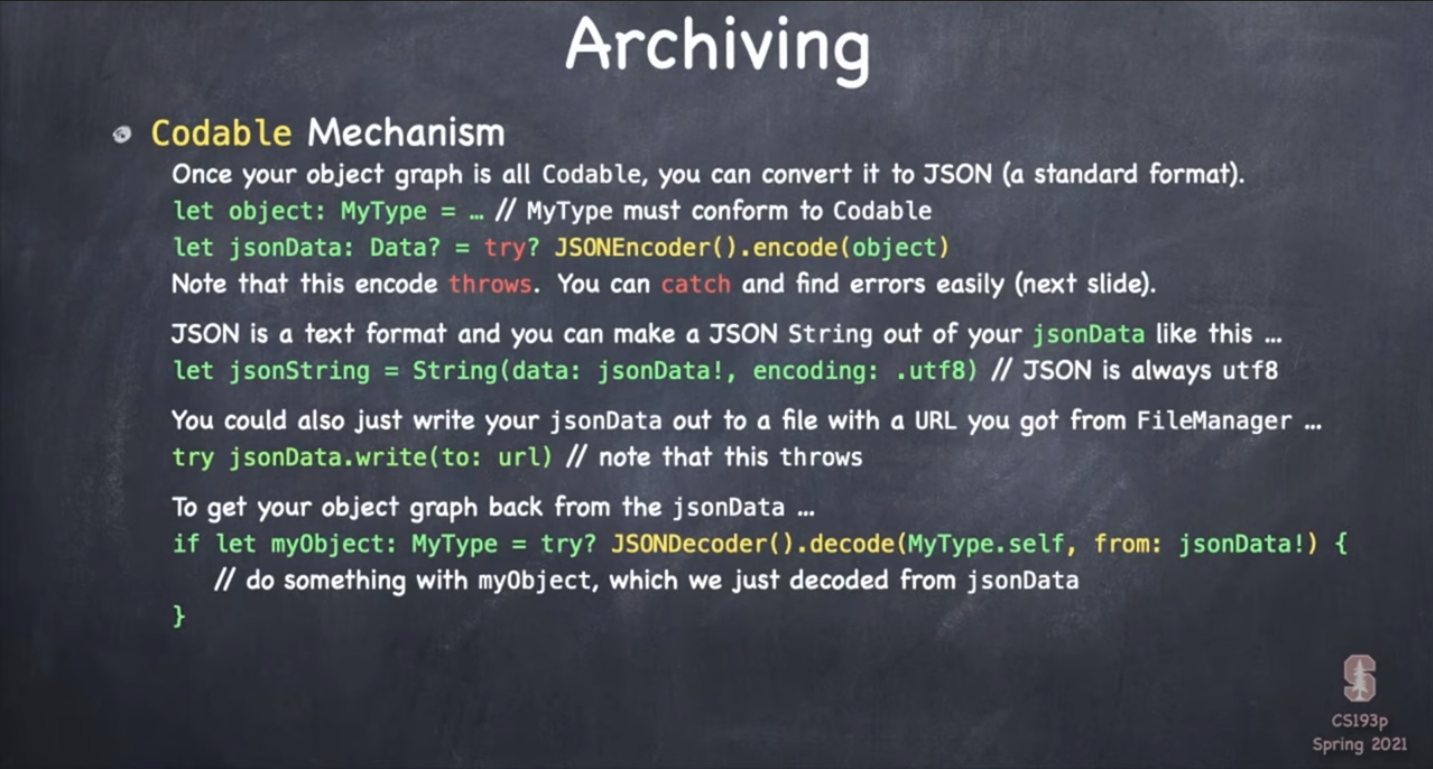 Archiving
Codable Mechanism
Once your object graph is all Codable, you can convert it to JSON (a standard format).
let object: MyType = … // MyType must conform to Codable
let jsonData: Data? = try? JSONEncoder().encode(object)
Note that this encode throws. You can catch and find errors easily (next slide).
JSON is a text format and you can make a JSON String out of your jsonData like this …
let jsonString = String(data: jsonData!, encoding: .utf8) // JSON is always utf8
You could also just write your jsonData out to a file with a URL you got from FileManager …
try jsonData.write(to: url) // note that this throws
To get your object graph back from the jsonData …
if let myObject: MyType = try? JSONDecoder().decode(MyType.self, from: jsonData!) {
// do something with myObject, which we just decoded from jsonData
}
S
CS193p
Spring 2021